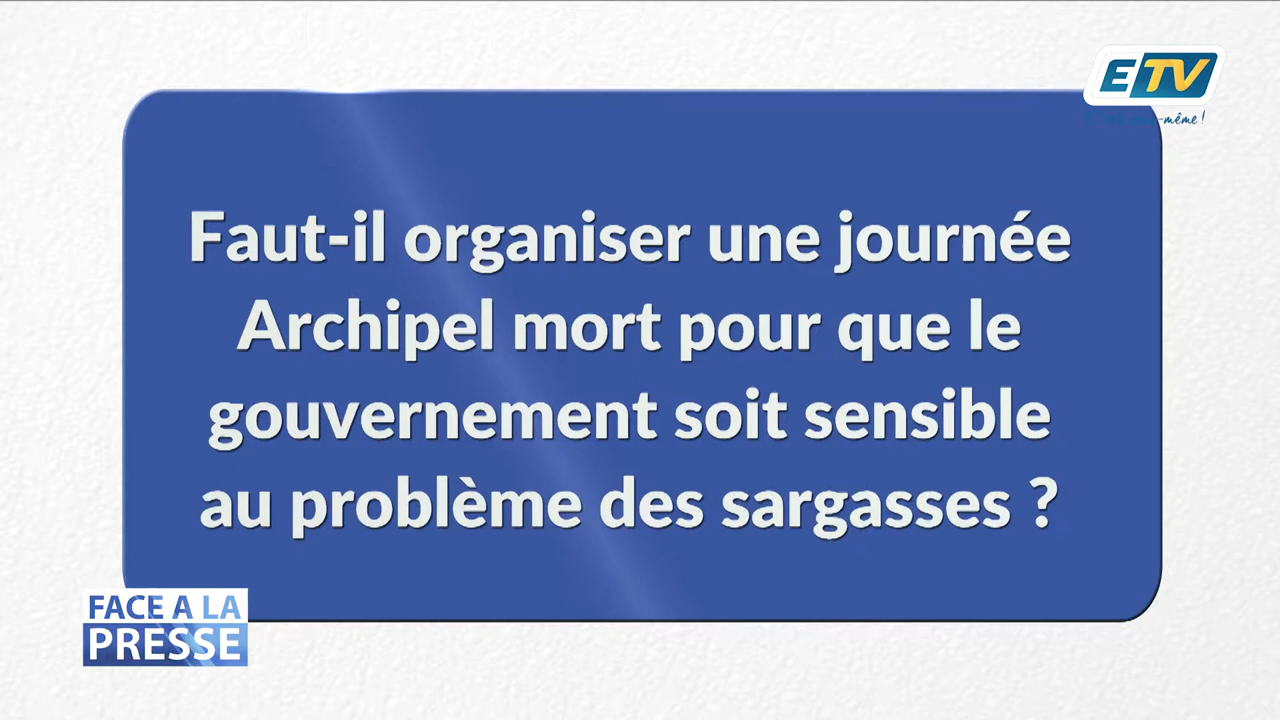 ETV
-même !
Faut-il organiser une journée
Archipel mort pour que le
gouvernement soit sensible
au problème des sargasses ?
FACE A LA
PRESSE